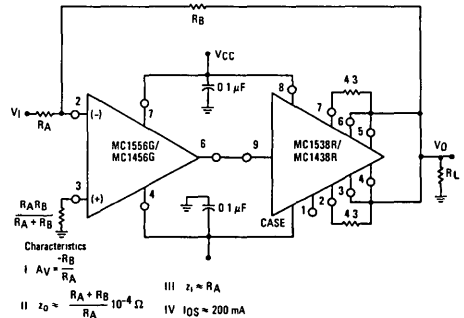 RB
VCC
0 1 µF
2
(-)
7
8
7
4 3
6
5
VI
RA
MC1556G/
MC1456G
6
9
MC1538R/
MC1438R
VO
RL
3
(+)
4
RARB
RA + RB
0 1 µF
CASE
1
2
3
4
4 3
Characteristics
I AV = -RB
RA
II zo ≈ RA + RB
RA
10-4 Ω
III zi ≈ RA
IV IOS ≈ 200 mA